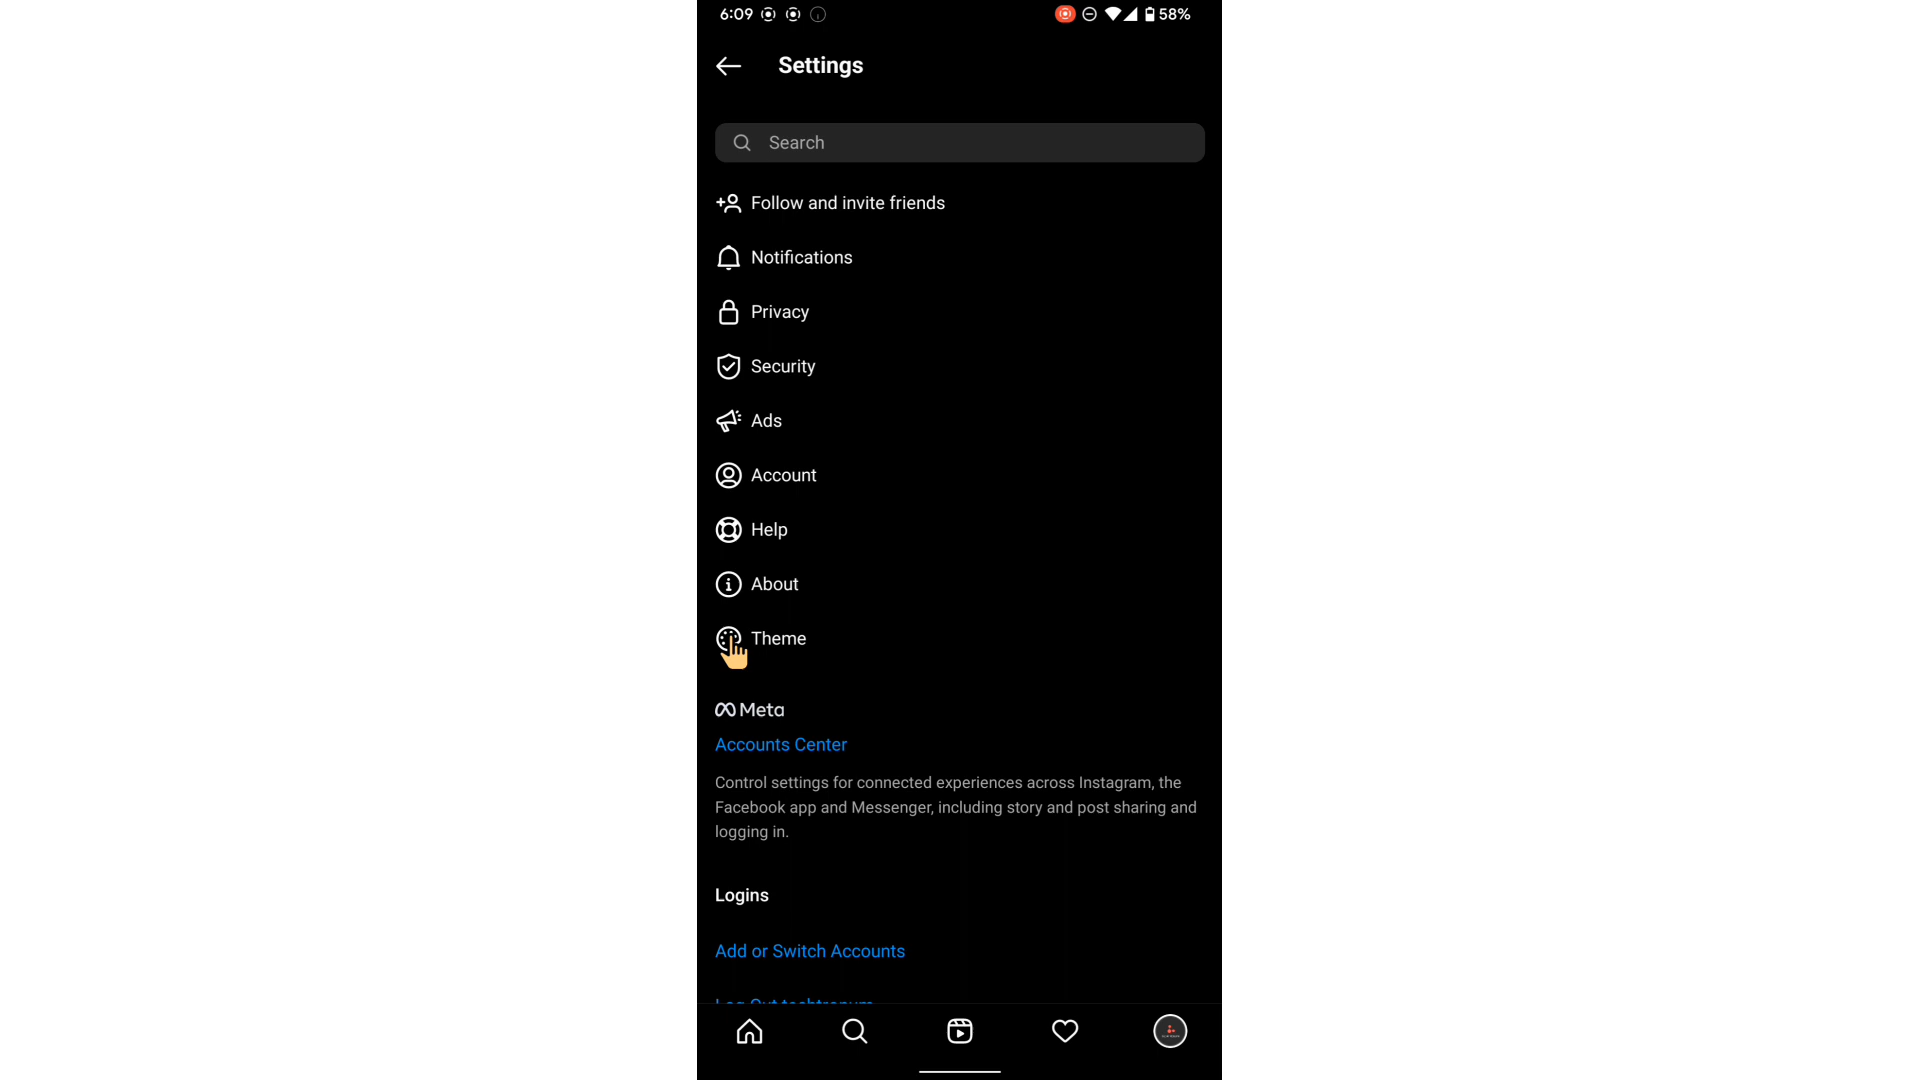 6:09
58%
Settings
Search
Follow and invite friends
Notifications
Privacy
Security
Ads
Account
Help
About
Theme
Meta
Accounts Center
Control settings for connected experiences across Instagram, the
Facebook app and Messenger, including story and post sharing and
logging in.
Logins
Add or Switch Accounts
Log Out